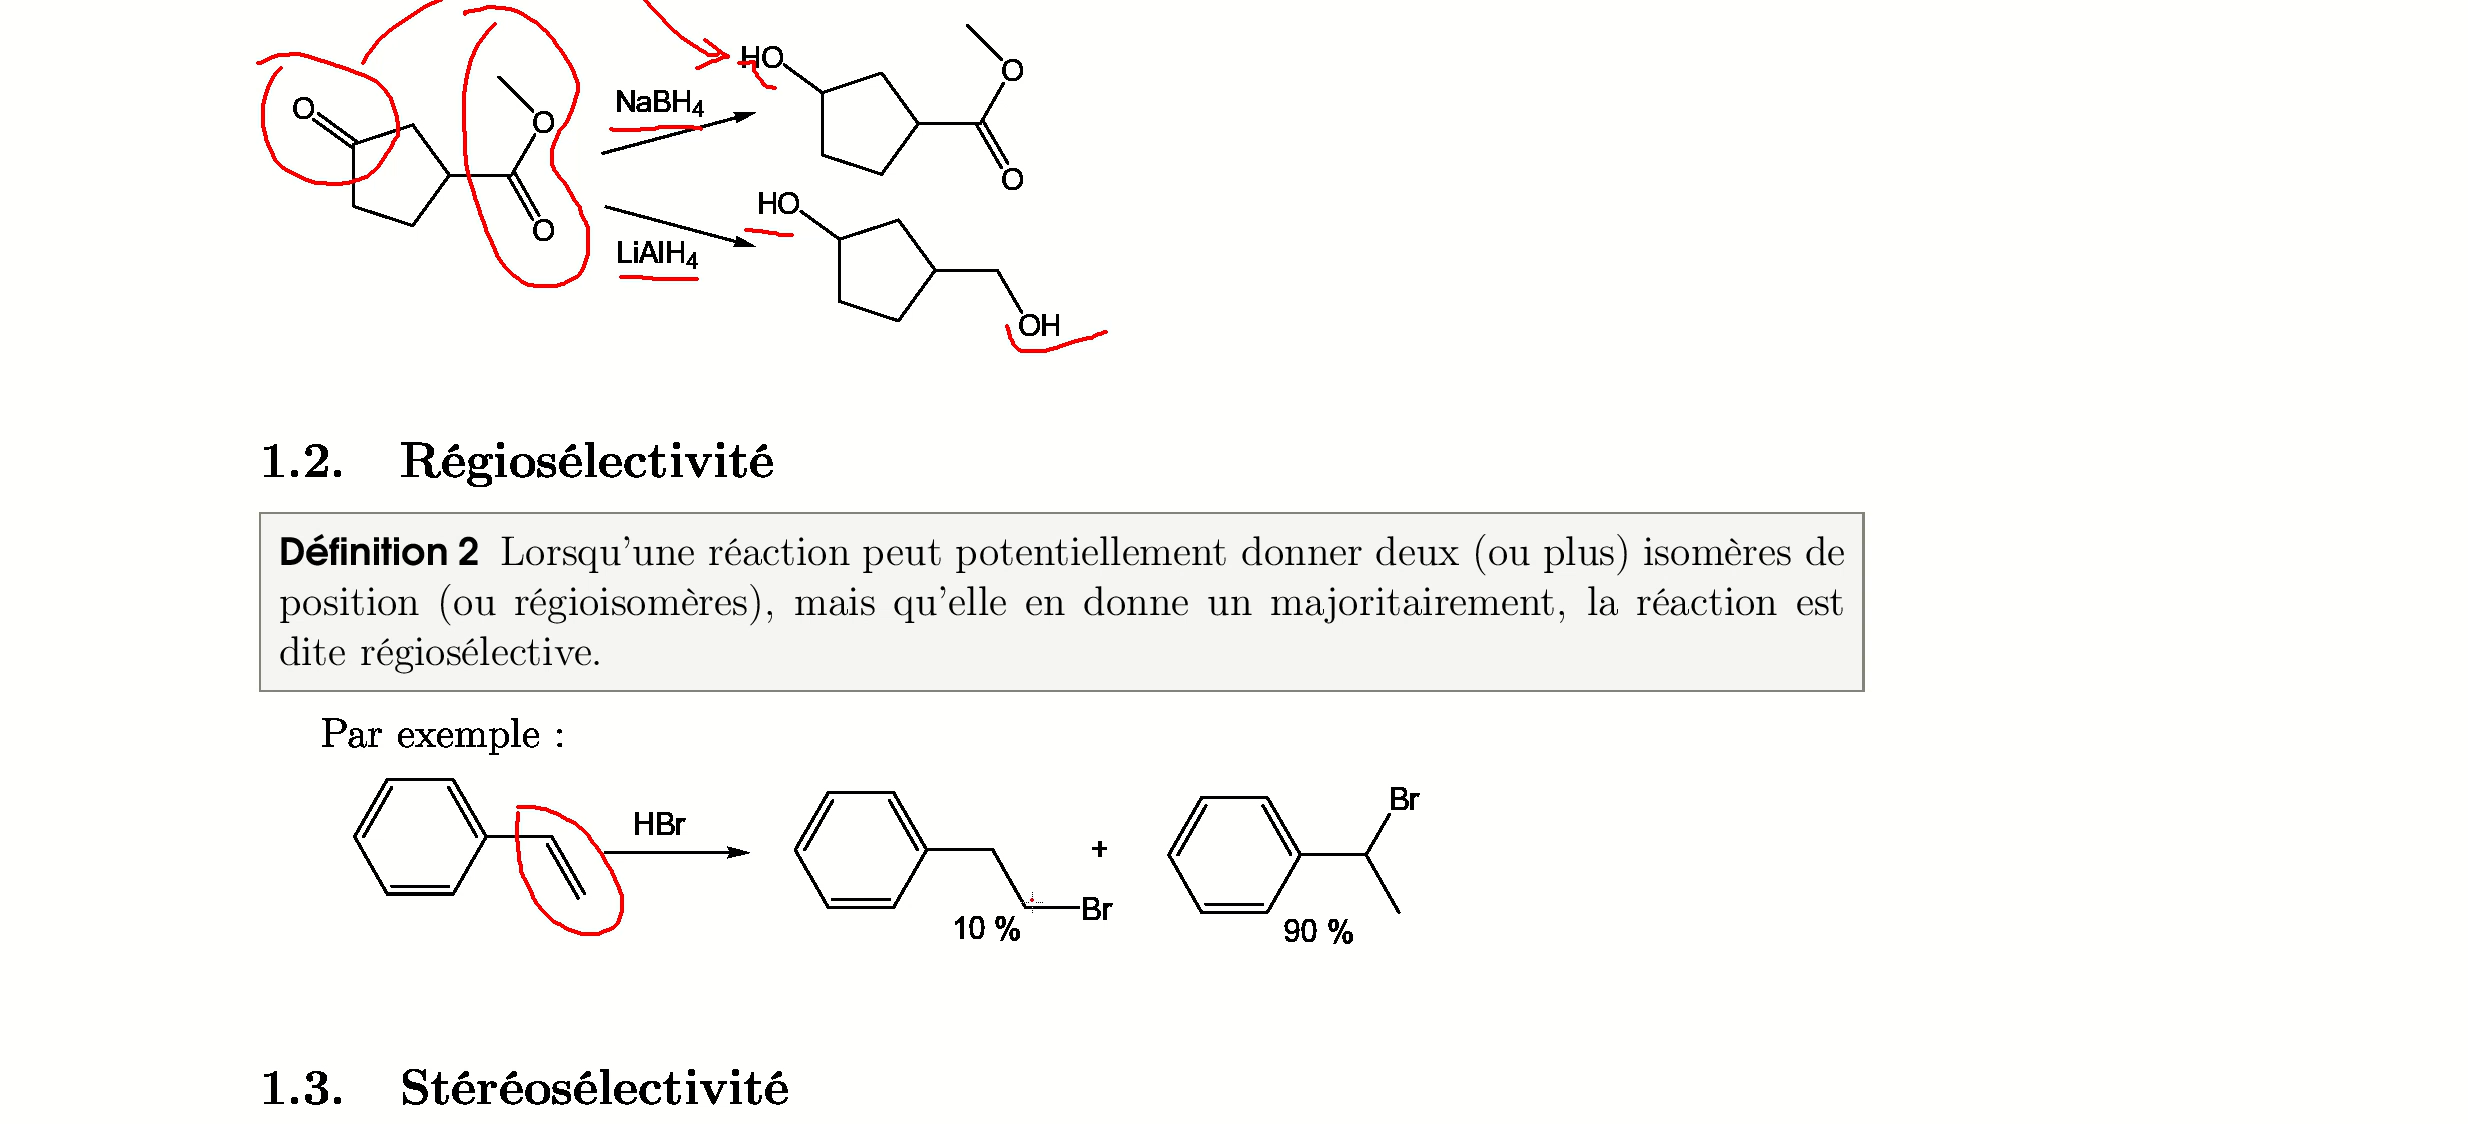 HO
O
O
NaBH4
O
O
O
HO
LiAlH4
OH
1.2. Régiosélectivité
Définition 2 Lorsqu'une réaction peut potentiellement donner deux (ou plus) isomères de
position (ou régioisomères), mais qu'elle en donne un majoritairement, la réaction est
dite régiosélective.
Par exemple :
HBr
+
Br
Br
10 %
90 %
1.3. Stéréosélectivité